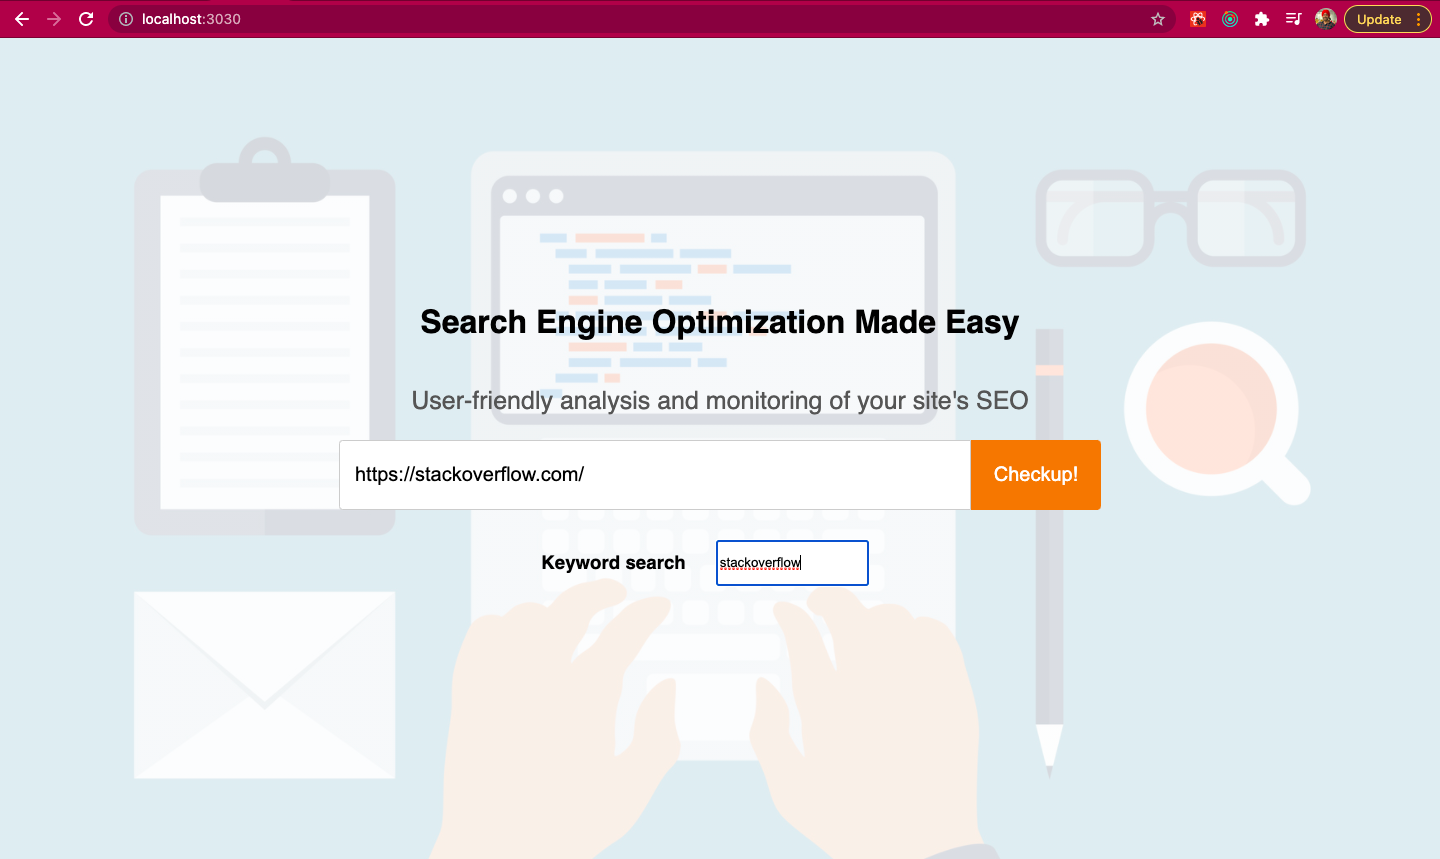 localhost:3030
Update
Search Engine Optimization Made Easy
User-friendly analysis and monitoring of your site's SEO
https://stackoverflow.com/
Checkup!
Keyword search
stackoverflow